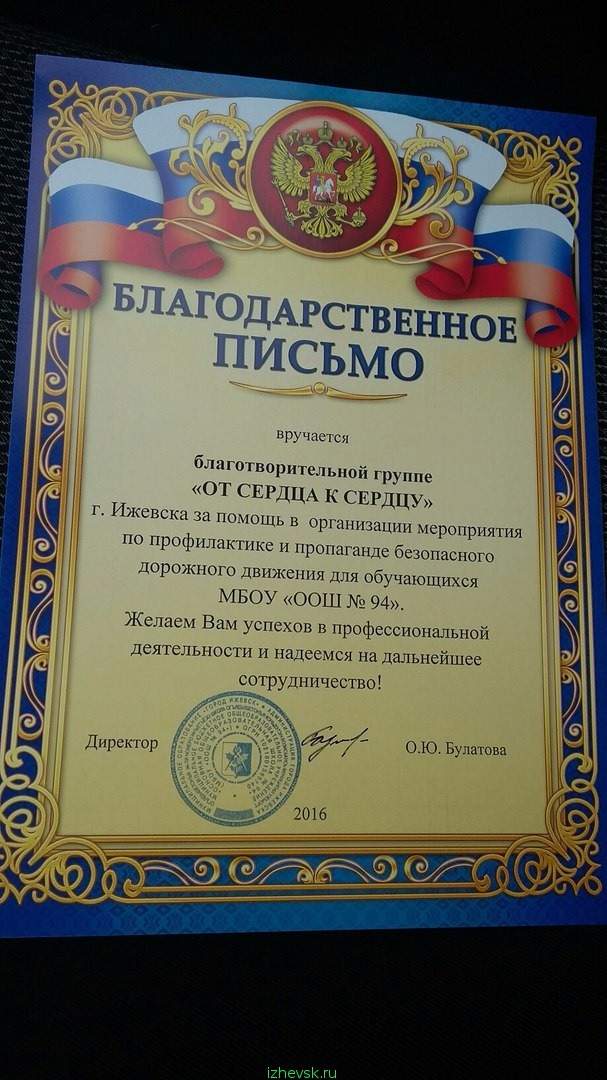 БЛАГОДАРСТВЕННОЕ
ПИСЬМО
вручается
благотворительной группе
«ОТ СЕРДЦА К СЕРДЦУ»
г. Ижевска за помощь в организации мероприятия
по профилактике и пропаганде безопасного
дорожного движения для обучающихся
МБОУ «ООШ № 94».
Желаем Вам успехов в профессиональной
деятельности и надеемся на дальнейшее
сотрудничество!
Директор
О.Ю. Булатова
2016
izhevsk.ru